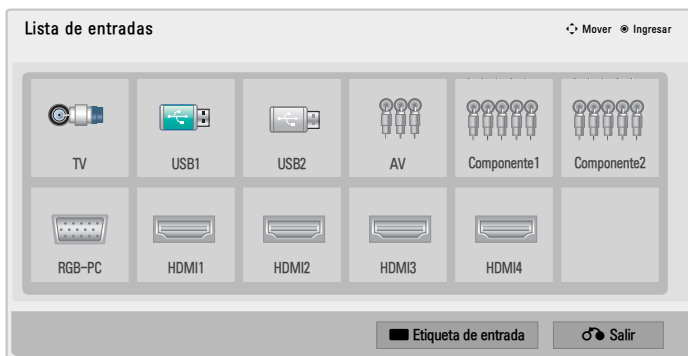 Lista de entradas
Mover Ingresar
TV USB1 USB2 AV Componente1 Componente2
RGB-PC HDMI1 HDMI2 HDMI3 HDMI4
Etiqueta de entrada Salir